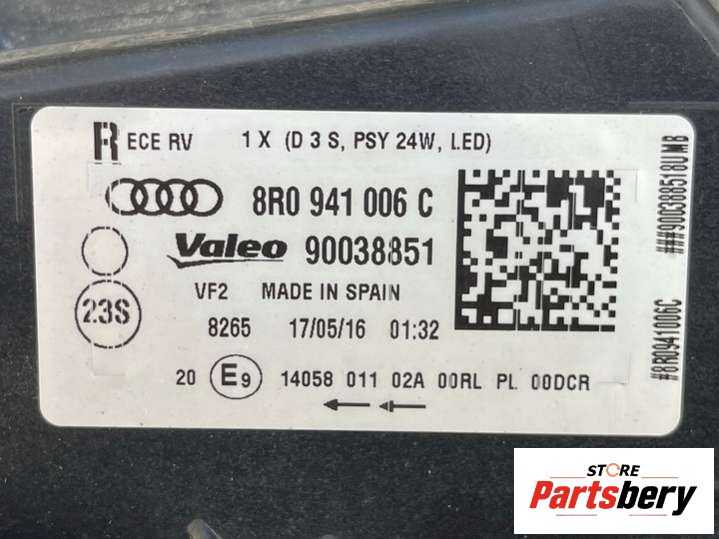 R ECE RV 1 X (D 3 S, PSY 24W, LED)
8R0 941 006 C
Valeo 90038851
VF2 MADE IN SPAIN
23S
8265 17/05/16 01:32
20 E9 14058 011 02A 00RL PL 00DCR
#8R0941006C ###900388518UMB
STORE
Partsbery